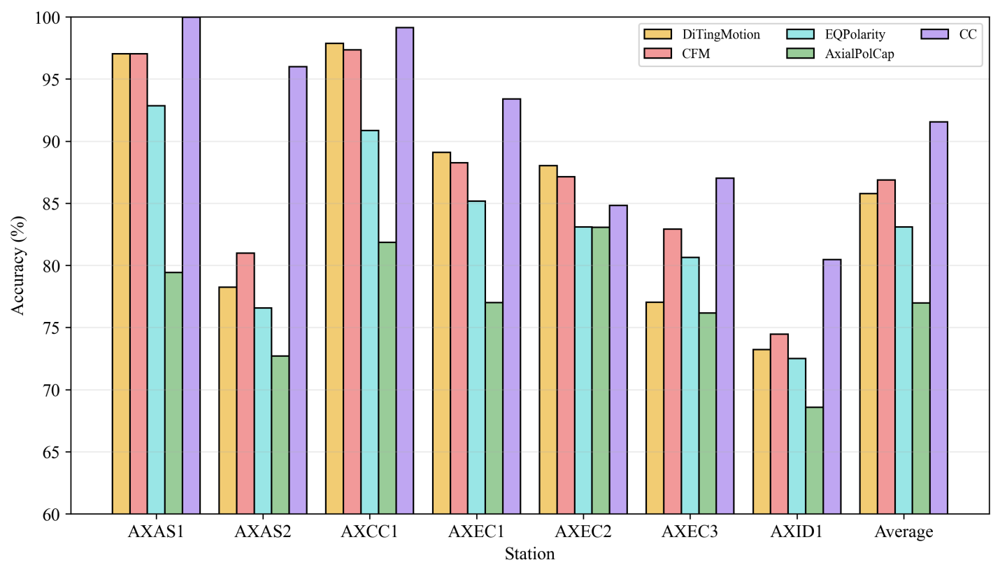 100
95
90
85
80
75
70
65
60
Accuracy (%)
DiTingMotion
CFM
EQPolarity
AxialPolCap
CC
AXAS1
AXAS2
AXCC1
AXEC1
AXEC2
AXEC3
AXID1
Average
Station